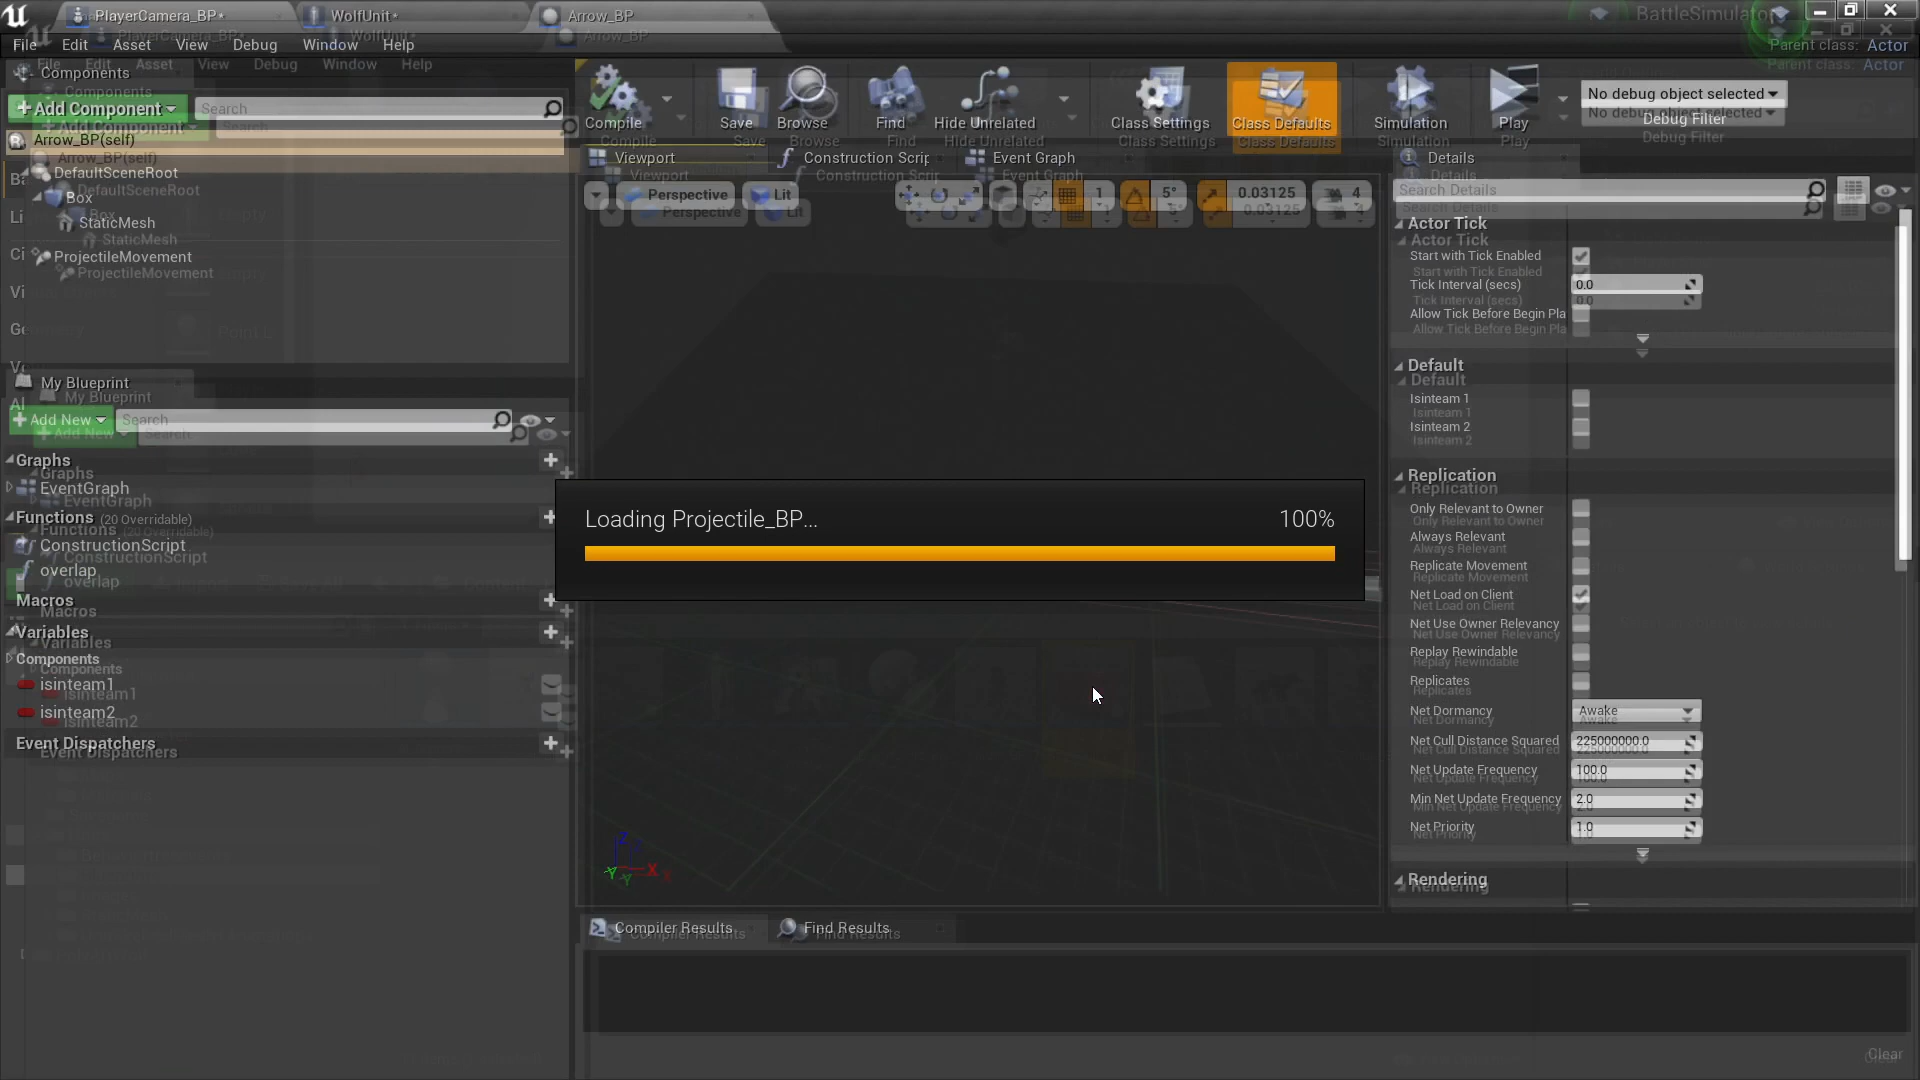 PlayerCamera_BP*
WolfUnit*
Arrow_BP
BattleSimulator
File Edit Asset View Debug Window Help
Parent class: Actor
Components
+Add Component
Search
Arrow_BP(self)
DefaultSceneRoot
Box
StaticMesh
ProjectileMovement
My Blueprint
+Add New
Search
Graphs
EventGraph
Functions (20 Overridable)
ConstructionScript
overlap
Macros
Variables
Components
isinteam1
isinteam2
Event Dispatchers
Compile
Save
Browse
Find
Hide Unrelated
Class Settings
Class Defaults
Simulation
Play
No debug object selected
Debug Filter
Viewport
Construction Scrip
Event Graph
Perspective
Lit
1
5°
0.03125
4
Loading Projectile_BP...
100%
Z
X
Y
Compiler Results
Find Results
Clear
Details
Search Details
Actor Tick
Start with Tick Enabled
Tick Interval (secs) 0.0
Allow Tick Before Begin Pla
Default
Isinteam 1
Isinteam 2
Replication
Only Relevant to Owner
Always Relevant
Replicate Movement
Net Load on Client
Net Use Owner Relevancy
Replay Rewindable
Replicates
Net Dormancy Awake
Net Cull Distance Squared 225000000.0
Net Update Frequency 100.0
Min Net Update Frequency 2.0
Net Priority 1.0
Rendering